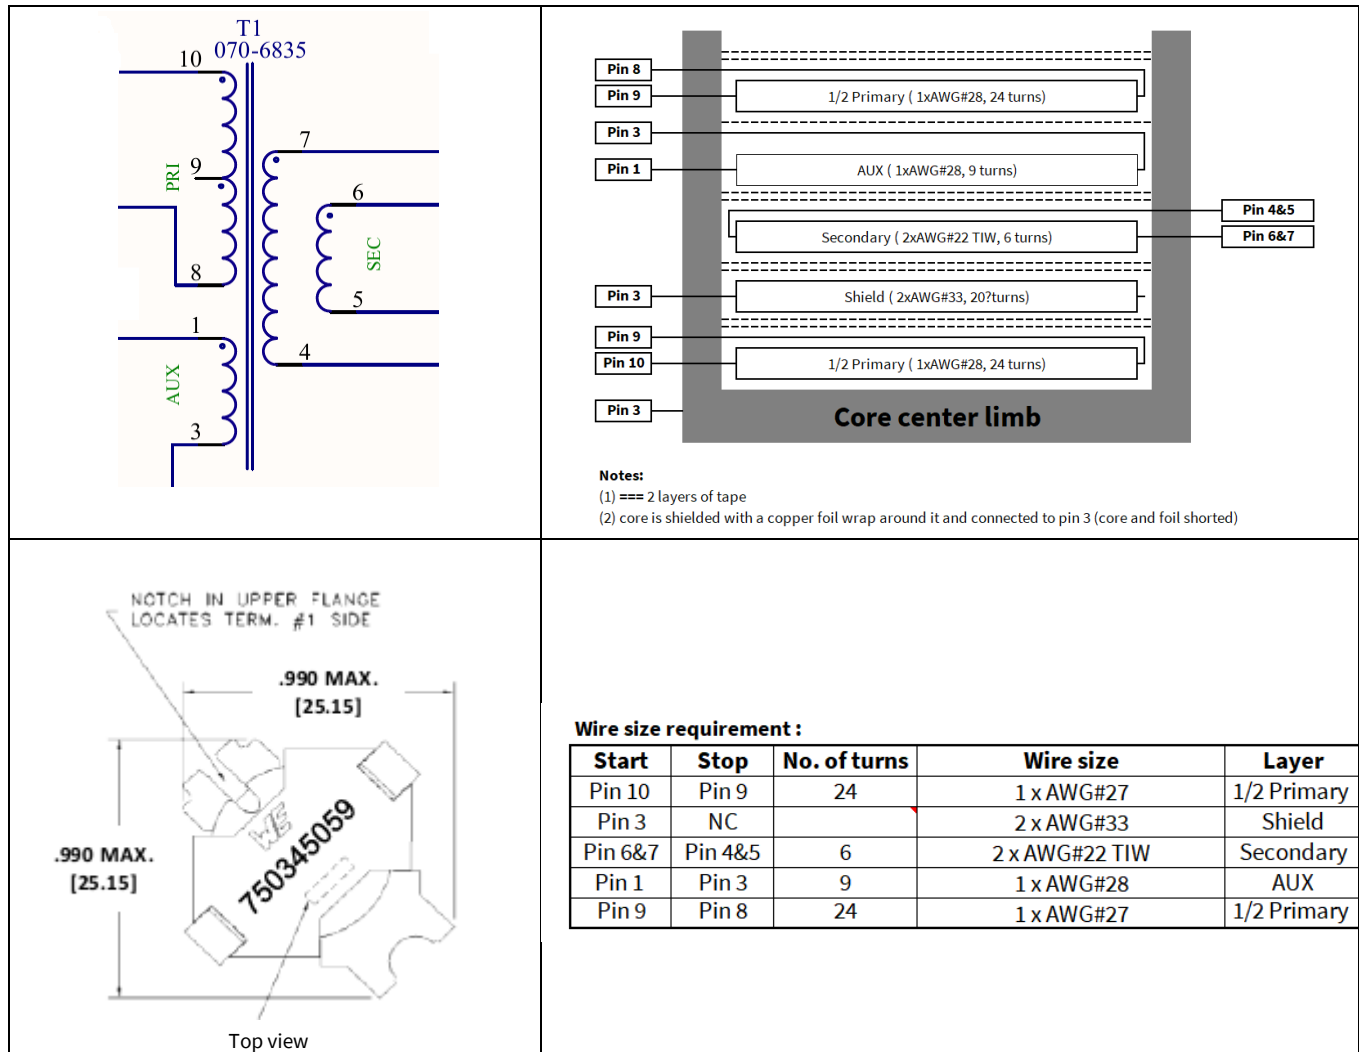 T1
070-6835
10
7
9
PRI
6
SEC
8
5
1
4
AUX
3
Pin 8
Pin 9
1/2 Primary ( 1xAWG#28, 24 turns)
Pin 3
Pin 1
AUX ( 1xAWG#28, 9 turns)
Pin 4&5
Pin 6&7
Secondary ( 2xAWG#22 TIW, 6 turns)
Pin 3
Shield ( 2xAWG#33, 20?turns)
Pin 9
Pin 10
1/2 Primary ( 1xAWG#28, 24 turns)
Pin 3
Core center limb
Notes:
(1) === 2 layers of tape
(2) core is shielded with a copper foil wrap around it and connected to pin 3 (core and foil shorted)
NOTCH IN UPPER FLANGE
LOCATES TERM. #1 SIDE
.990 MAX.
[25.15]
.990 MAX.
[25.15]
WE
750345059
Top view
Wire size requirement :
Start Stop No. of turns Wire size Layer
Pin 10 Pin 9 24 1 x AWG#27 1/2 Primary
Pin 3 NC 2 x AWG#33 Shield
Pin 6&7 Pin 4&5 6 2 x AWG#22 TIW Secondary
Pin 1 Pin 3 9 1 x AWG#28 AUX
Pin 9 Pin 8 24 1 x AWG#27 1/2 Primary